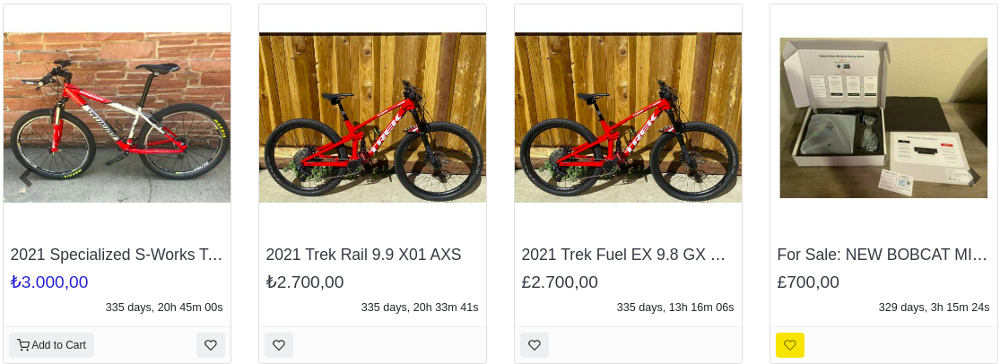 TREK
TREK
2021 Specialized S-Works T...
₺3.000,00
335 days, 20h 45m 00s
Add to Cart
2021 Trek Rail 9.9 X01 AXS
₺2.700,00
335 days, 20h 33m 41s
2021 Trek Fuel EX 9.8 GX ...
£2.700,00
335 days, 13h 16m 06s
For Sale: NEW BOBCAT MI...
£700,00
329 days, 3h 15m 24s